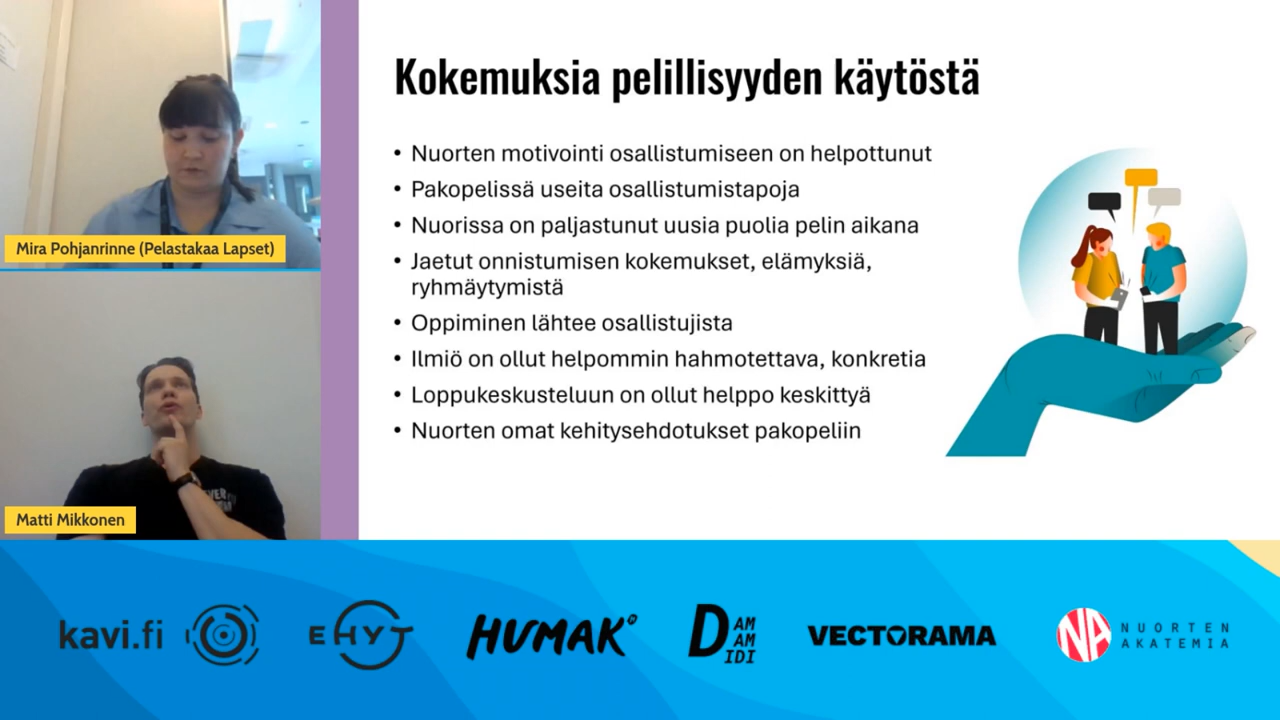 Mira Pohjanrinne (Pelastakaa Lapset)
Matti Mikkonen
Kokemuksia pelillisyyden käytöstä
• Nuorten motivointi osallistumiseen on helpottunut
• Pakopelissä useita osallistumistapoja
• Nuorissa on paljastunut uusia puolia pelin aikana
• Jaetut onnistumisen kokemukset, elämyksiä,
ryhmäytymistä
• Oppiminen lähtee osallistujista
• Ilmiö on ollut helpommin hahmotettava, konkretia
• Loppukeskusteluun on ollut helppo keskittyä
• Nuorten omat kehitysehdotukset pakopeliin
kavi.fi
EHYT
HUMAK
DAM
AM
IDI
VECTORAMA
NA NUORTEN
AKATEMIA